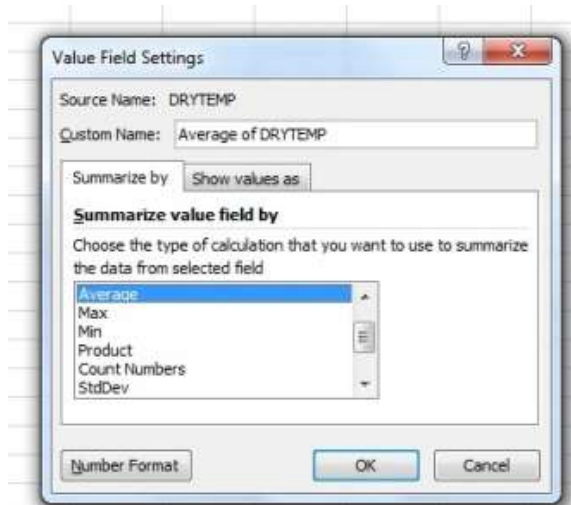 Value Field Settings
?
Source Name: DRYTEMP
Custom Name: Average of DRYTEMP
Summarize by Show values as
Summarize value field by
Choose the type of calculation that you want to use to summarize
the data from selected field
Average
Max
Min
Product
Count Numbers
StdDev
Number Format OK Cancel